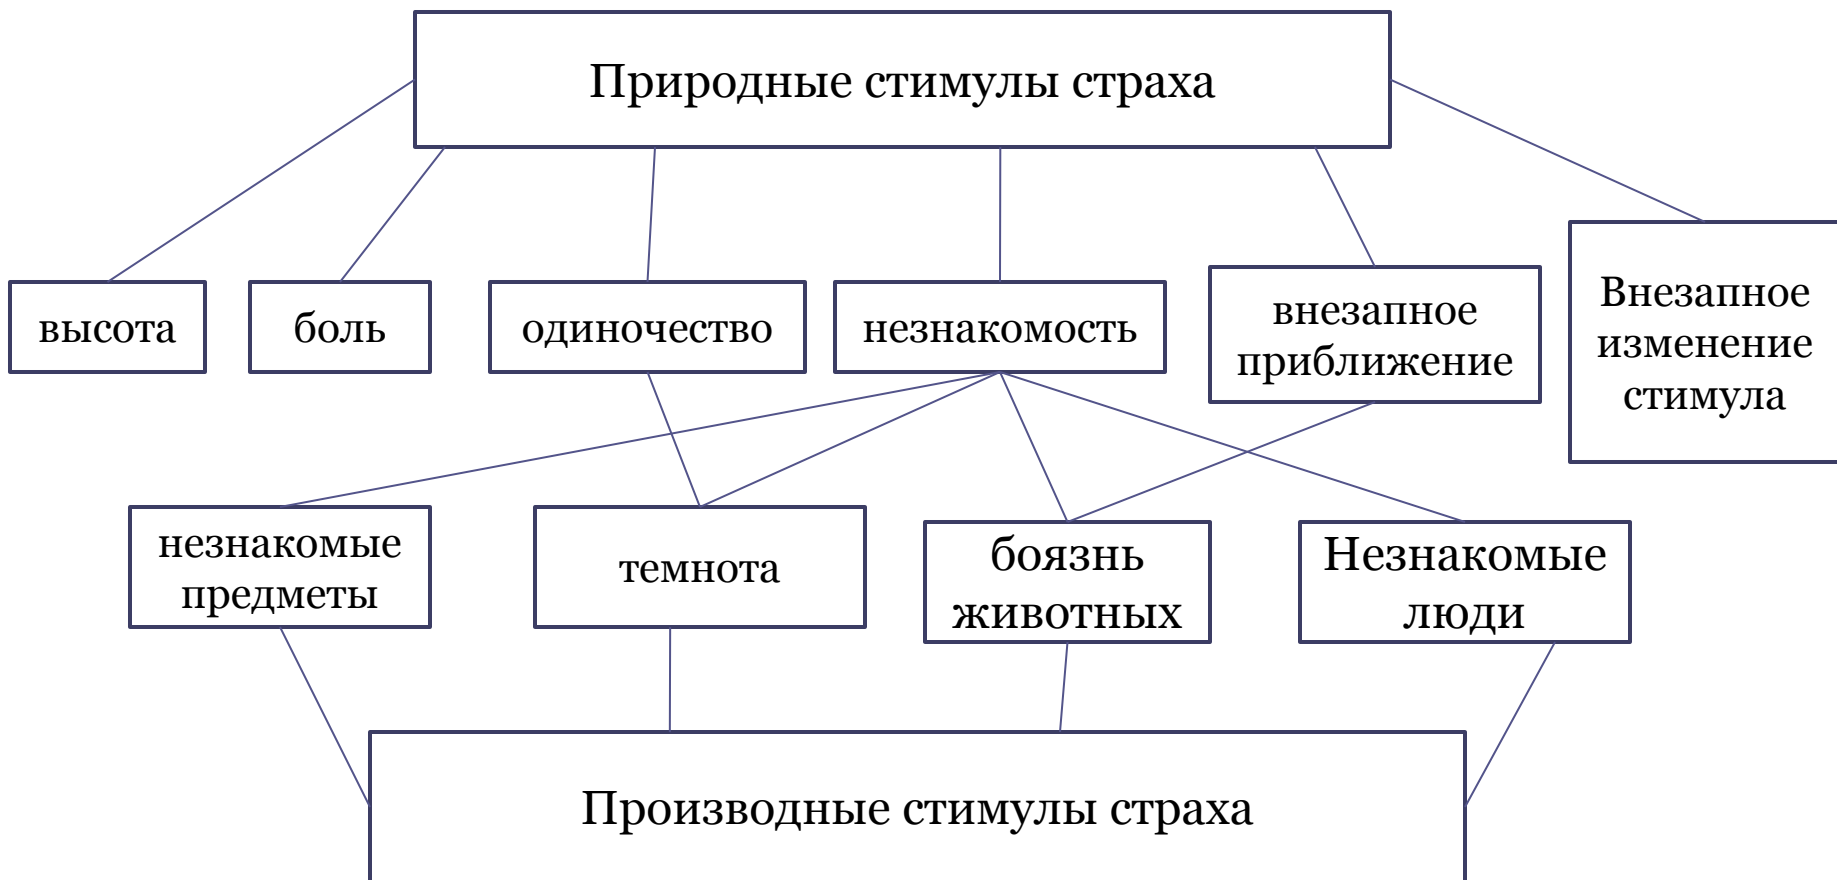 Природные стимулы страха
высота
боль
одиночество
незнакомость
внезапное
приближение
Внезапное
изменение
стимула
незнакомые
предметы
темнота
боязнь
животных
Незнакомые
люди
Производные стимулы страха